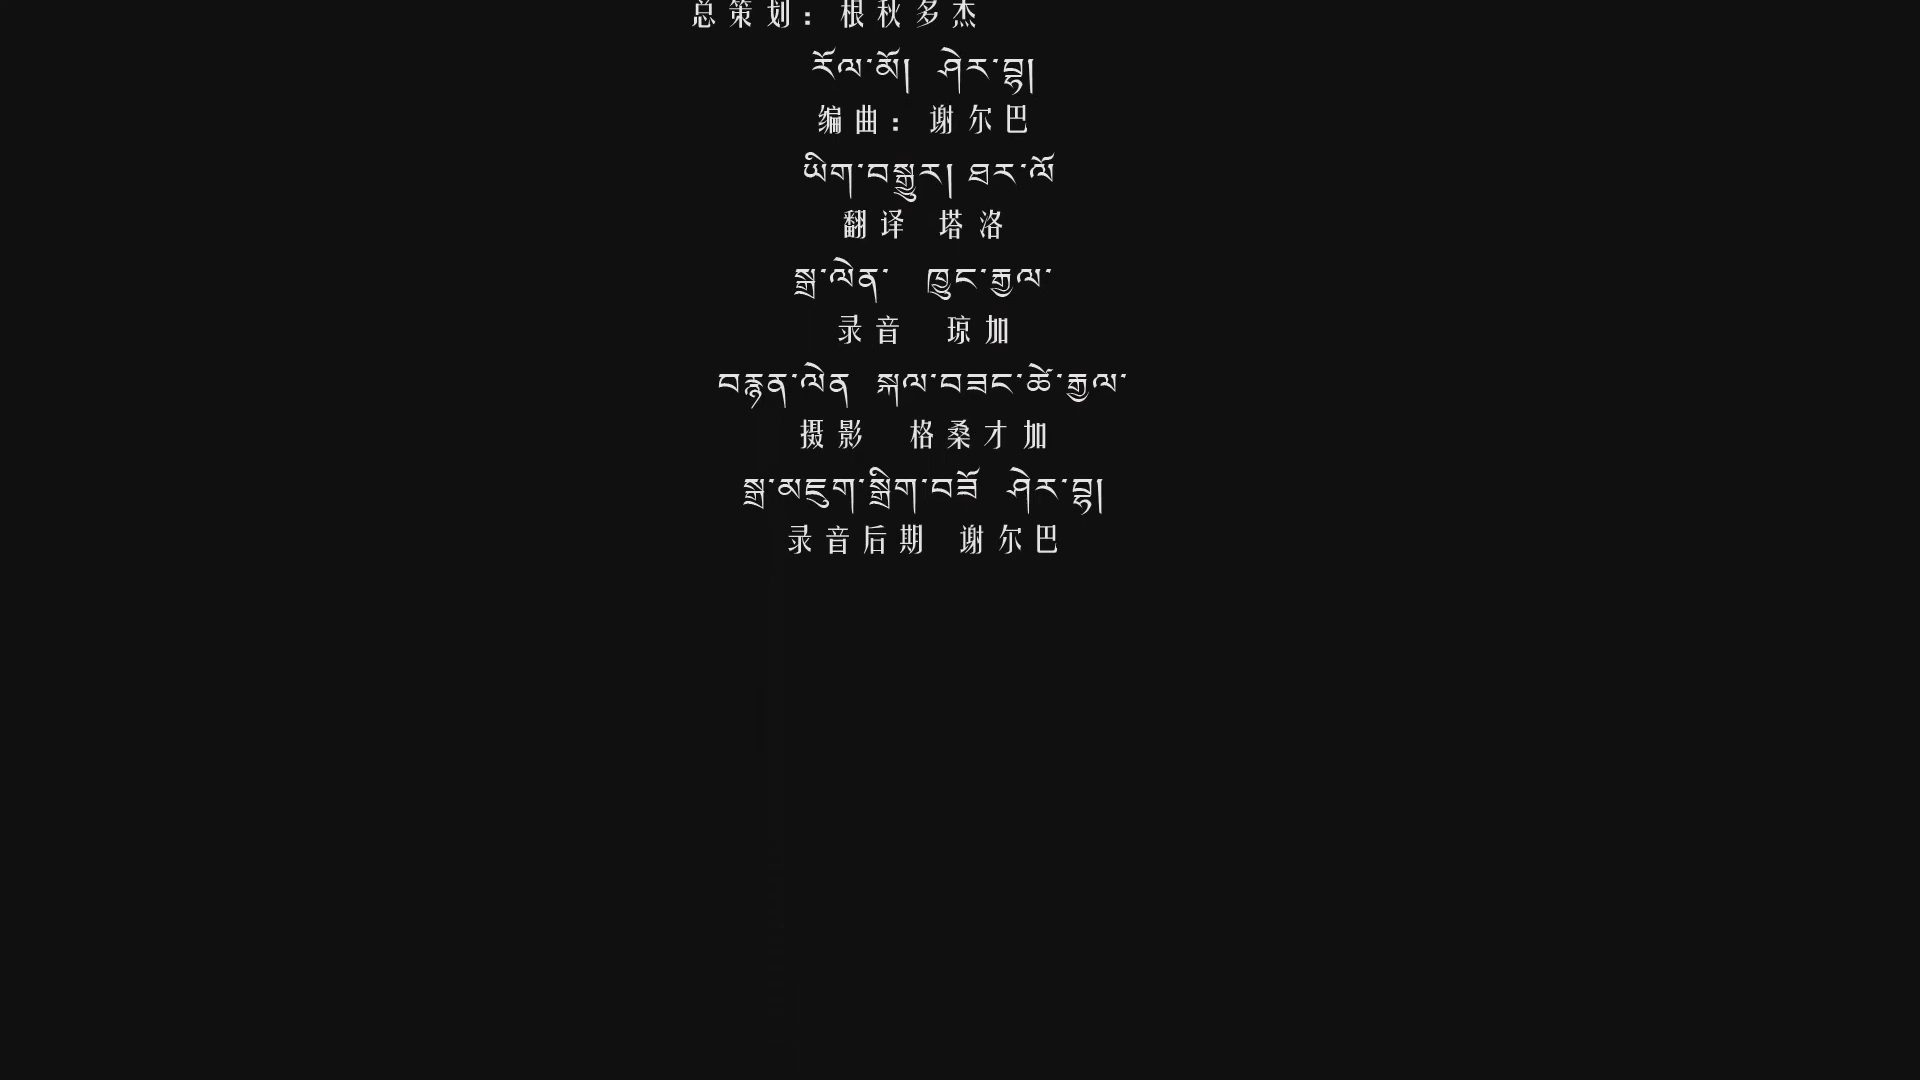 总策划: 根秋多杰
རོལ་མོ། ཤེར་བྷ།
编曲: 谢尔巴
ཡིག་བསྒྱུར། ཐར་ལོ
翻译 塔洛
སྒྲ་ལེན་ ཁྱུང་རྒྱལ་
录音 琼加
བརྙན་ལེན སྐལ་བཟང་ཚེ་རྒྱལ་
摄影 格桑才加
སྒྲ་མཇུག་སྒྲིག་བཟོ ཤེར་བྷ།
录音后期 谢尔巴